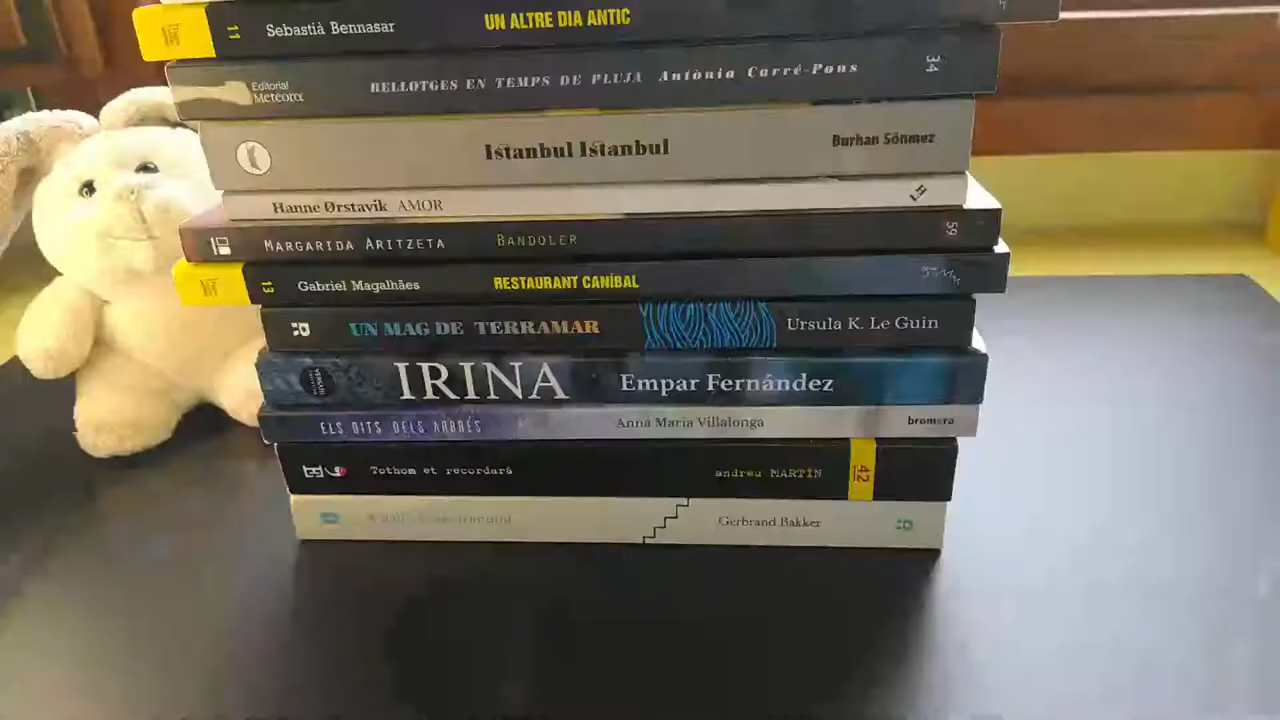 11 Sebastià Bennasar UN ALTRE DIA ANTIC
Editorial Meteora RELLOTGES EN TEMPS DE PLUJA Antònia Carré-Pons 34
Istanbul Istanbul Burhan Sönmez
Hanne Ørstavik AMOR
MARGARIDA ARITZETA BANDOLER 59
13 Gabriel Magalhães RESTAURANT CANÍBAL
UN MAG DE TERRAMAR Ursula K. Le Guin
IRINA Empar Fernández
ELS DITS DELS ARBRES Anna Maria Villalonga bromera
Tothom et recordarà andreu MARTÍN 42
Gerbrand Bakker